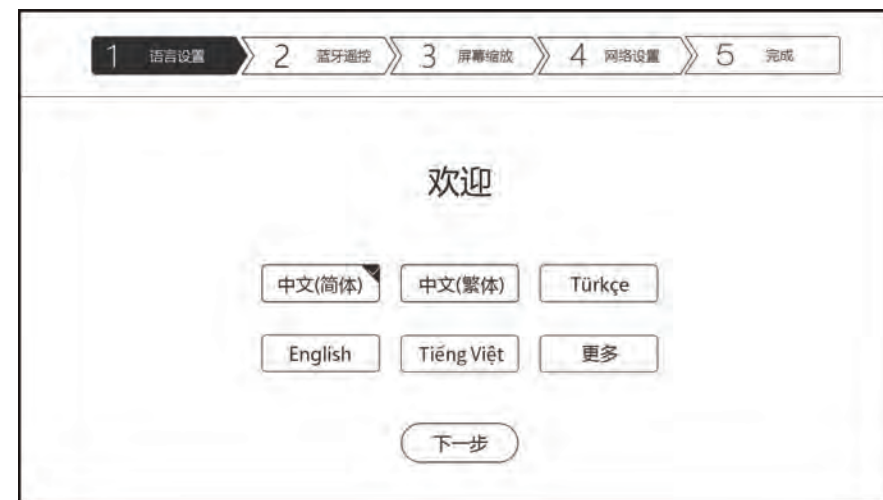 1 语言设置 2 蓝牙遥控 3 屏幕缩放 4 网络设置 5 完成
欢迎
中文(简体) 中文(繁体) Türkçe
English Tiếng Việt 更多
下一步